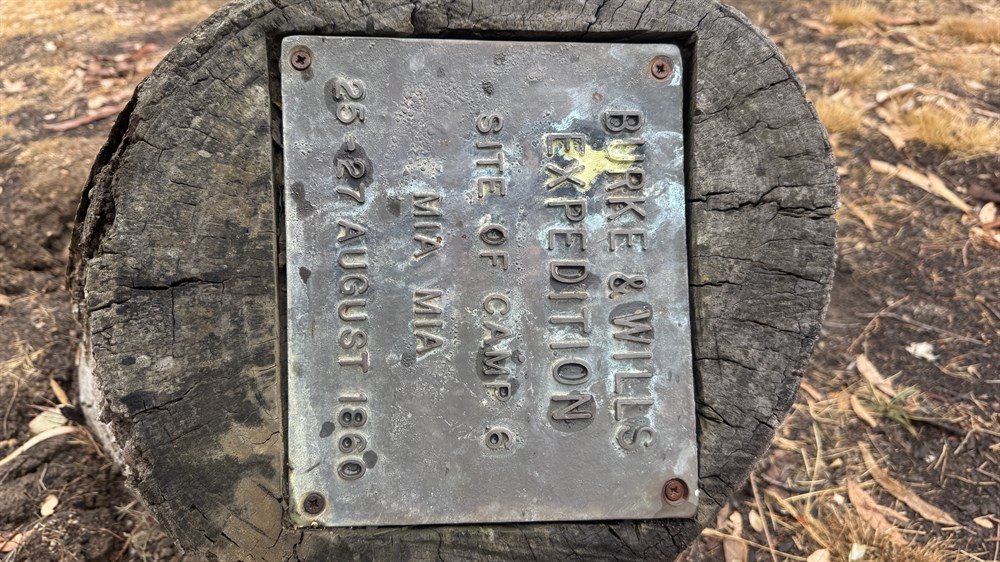 BURKE & WILLS
EXPEDITION
SITE OF CAMP 6
MIA MIA
25-27 AUGUST 1860